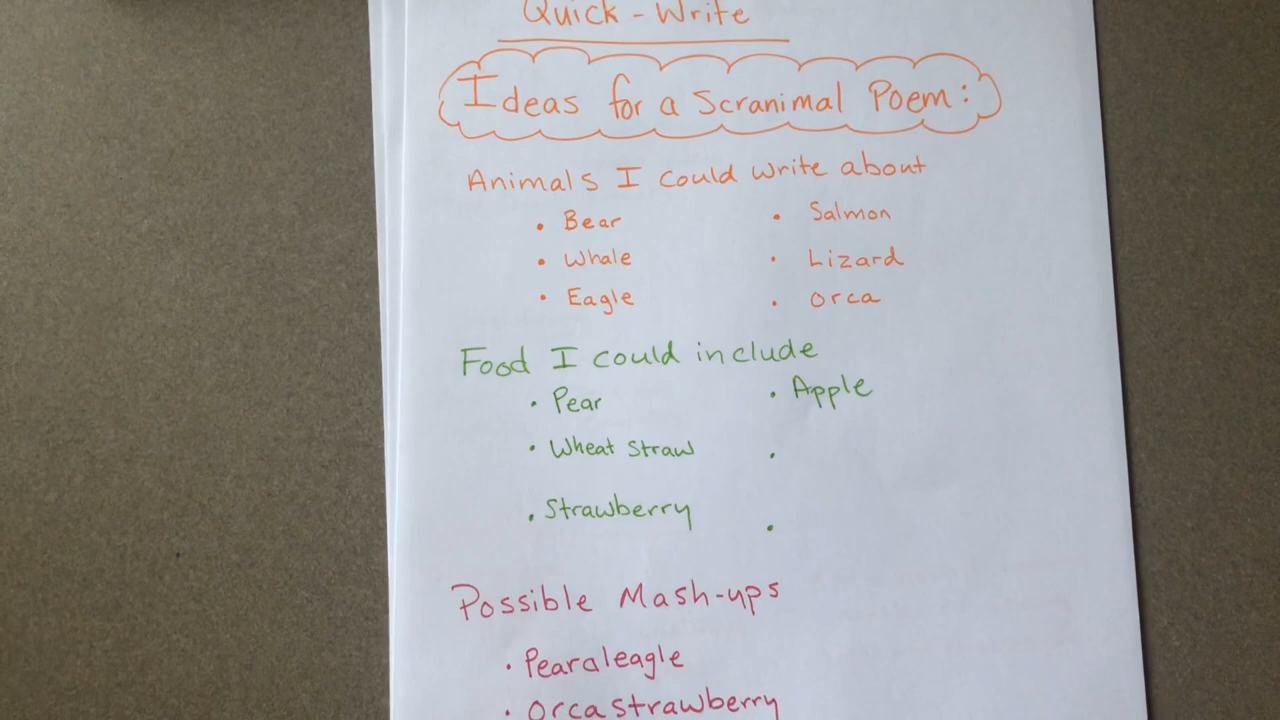 Quick - Write
Ideas for a Scranimal Poem:
Animals I could write about
• Bear
• Whale
• Eagle
• Salmon
• Lizard
• Orca
Food I could include
• Pear
• Wheat Straw
• Strawberry
• Apple
•
•
Possible Mash-ups
• Pearaleagle
• Orcastrawberry